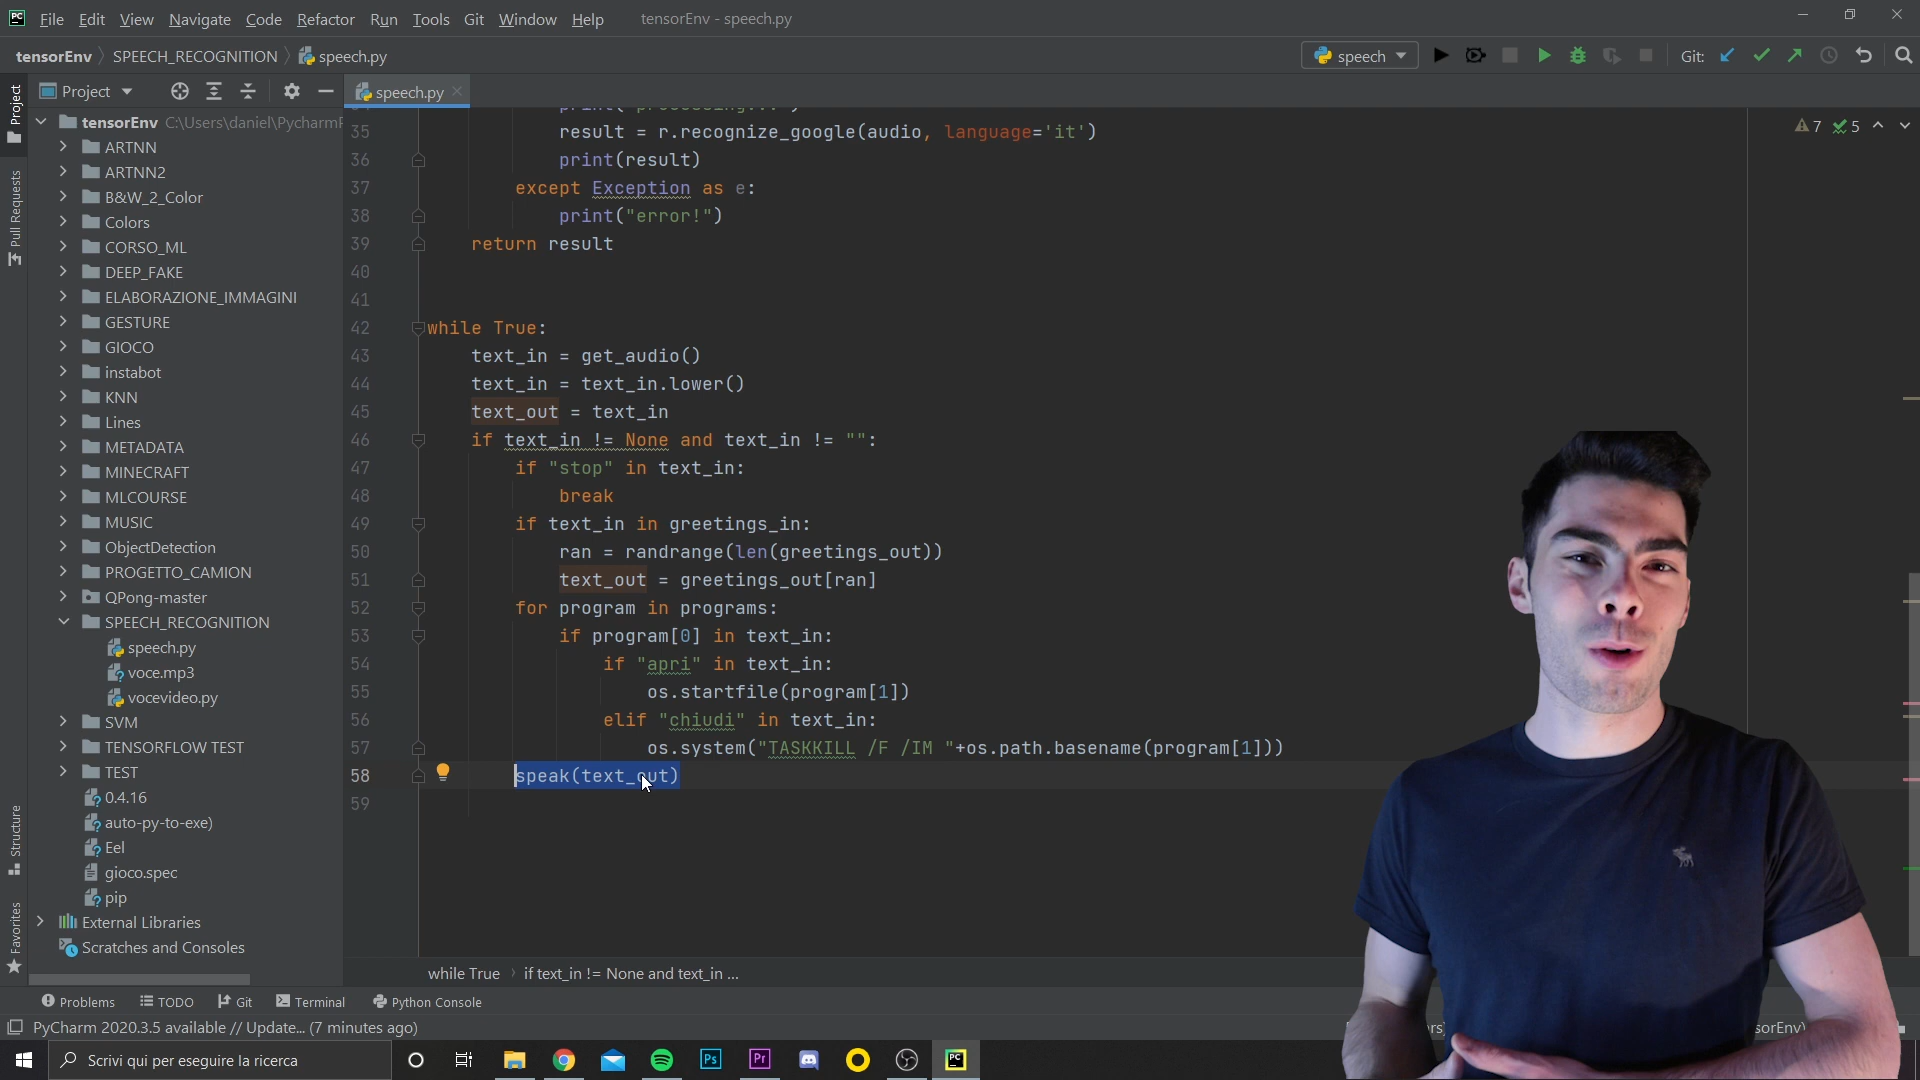 PC File Edit View Navigate Code Refactor Run Tools Git Window Help tensorEnv - speech.py
tensorEnv SPEECH_RECOGNITION speech.py speech Git:
Project speech.py
Project
Pull Requests
Structure
Favorites
tensorEnv C:\Users\daniel\Pycharm
ARTNN
ARTNN2
B&W_2_Color
Colors
CORSO_ML
DEEP_FAKE
ELABORAZIONE_IMMAGINI
GESTURE
GIOCO
instabot
KNN
Lines
METADATA
MINECRAFT
MLCOURSE
MUSIC
ObjectDetection
PROGETTO_CAMION
QPong-master
SPEECH_RECOGNITION
speech.py
voce.mp3
vocevideo.py
SVM
TENSORFLOW TEST
TEST
0.4.16
auto-py-to-exe)
Eel
gioco.spec
pip
External Libraries
Scratches and Consoles
7 5
35 result = r.recognize_google(audio, language='it')
36 print(result)
37 except Exception as e:
38 print("error!")
39 return result
40
41
42 while True:
43 text_in = get_audio()
44 text_in = text_in.lower()
45 text_out = text_in
46 if text_in != None and text_in != "":
47 if "stop" in text_in:
48 break
49 if text_in in greetings_in:
50 ran = randrange(len(greetings_out))
51 text_out = greetings_out[ran]
52 for program in programs:
53 if program[0] in text_in:
54 if "apri" in text_in:
55 os.startfile(program[1])
56 elif "chiudi" in text_in:
57 os.system("TASKKILL /F /IM "+os.path.basename(program[1]))
58 speak(text_out)
59
while True if text_in != None and text_in ...
Problems TODO Git Terminal Python Console
PyCharm 2020.3.5 available // Update... (7 minutes ago)
Scrivi qui per eseguire la ricerca Ps Pr PC